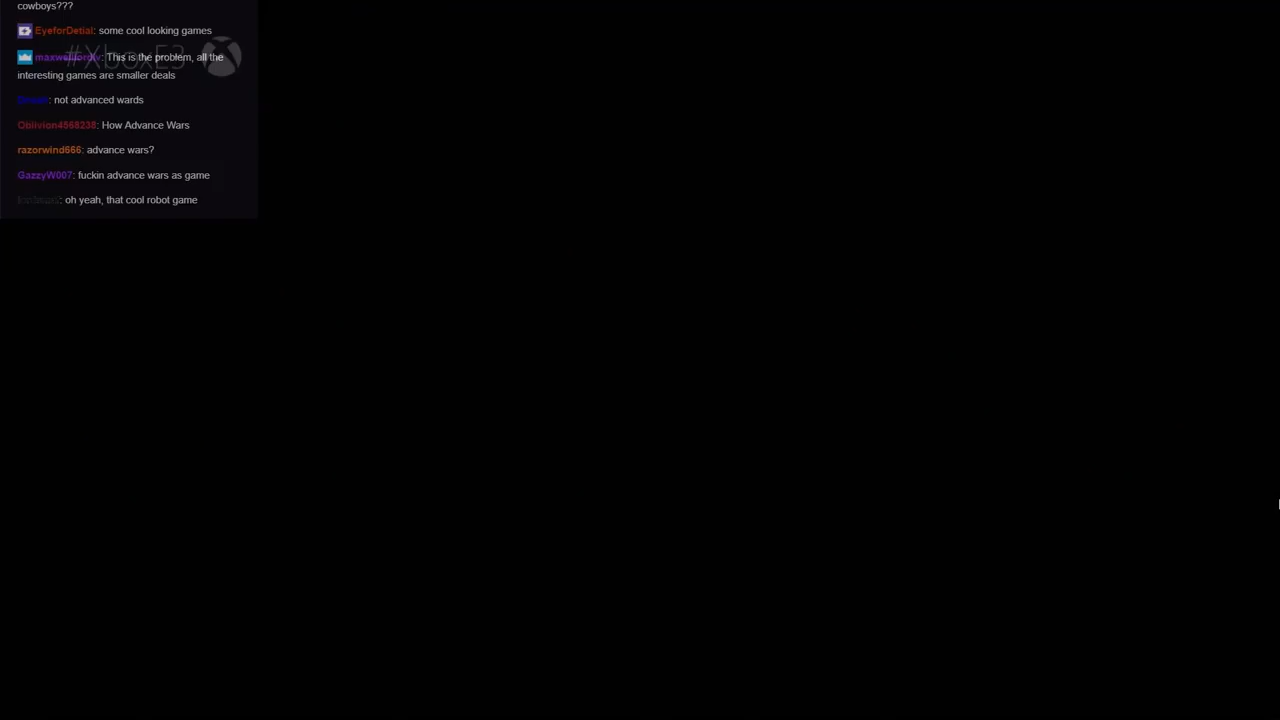 cowboys???
EyeforDetial: some cool looking games
#XboxE3
: This is the problem, all the
interesting games are smaller deals
: not advanced wards
Oblivion4568238: How Advance Wars
razorwind666: advance wars?
GazzyW007: fuckin advance wars as game
: oh yeah, that cool robot game